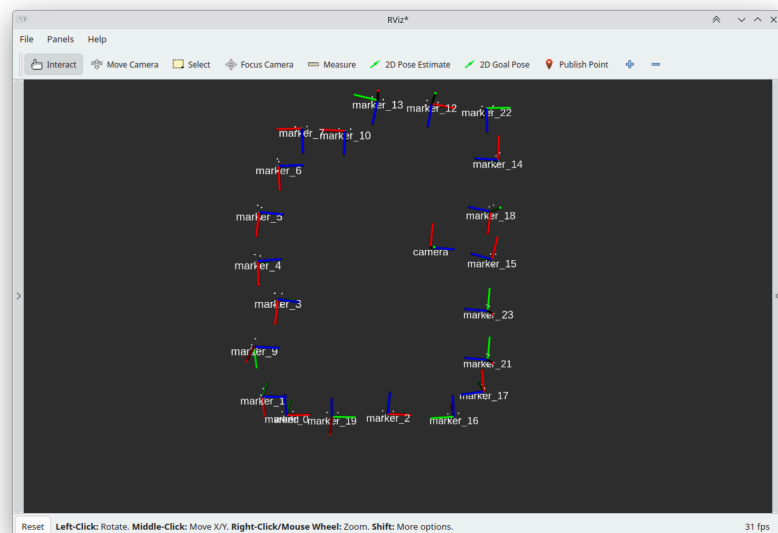 RViz*
File Panels Help
Interact Move Camera Select Focus Camera Measure 2D Pose Estimate 2D Goal Pose Publish Point
marker_13
marker_12
marker_22
marker_7
marker_10
marker_14
marker_6
marker_5
marker_18
camera
marker_4
marker_15
marker_3
marker_23
marker_9
marker_21
marker_1
marker_17
marker_0
marker_19
marker_2
marker_16
Reset Left-Click: Rotate. Middle-Click: Move X/Y. Right-Click/Mouse Wheel: Zoom. Shift: More options. 31 fps